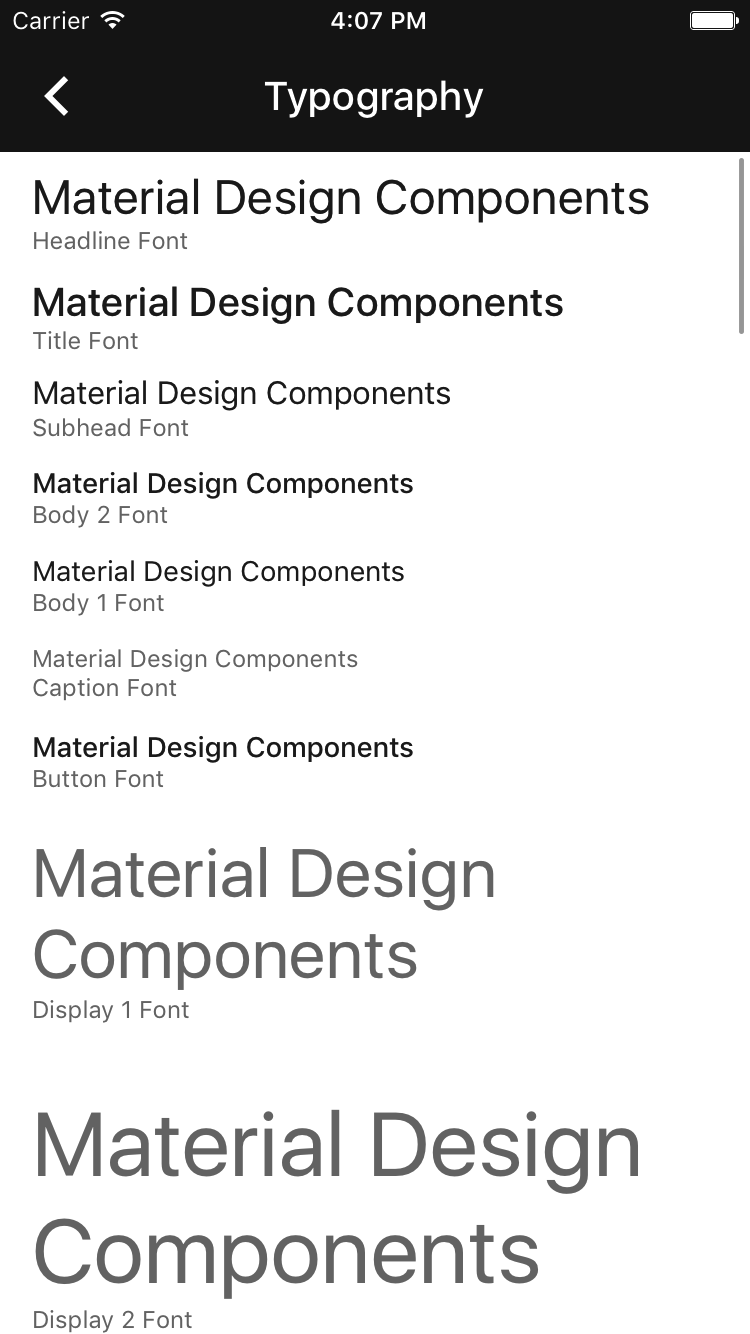 Carrier 4:07 PM
Typography
Material Design Components
Headline Font
Material Design Components
Title Font
Material Design Components
Subhead Font
Material Design Components
Body 2 Font
Material Design Components
Body 1 Font
Material Design Components
Caption Font
Material Design Components
Button Font
Material Design
Components
Display 1 Font
Material Design
Components
Display 2 Font